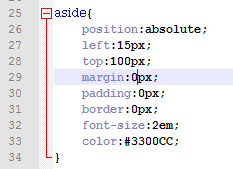 25 aside{
26 position:absolute;
27 left:15px;
28 top:100px;
29 margin:0px;
30 padding:0px;
31 border:0px;
32 font-size:2em;
33 color:#3300CC;
34 }